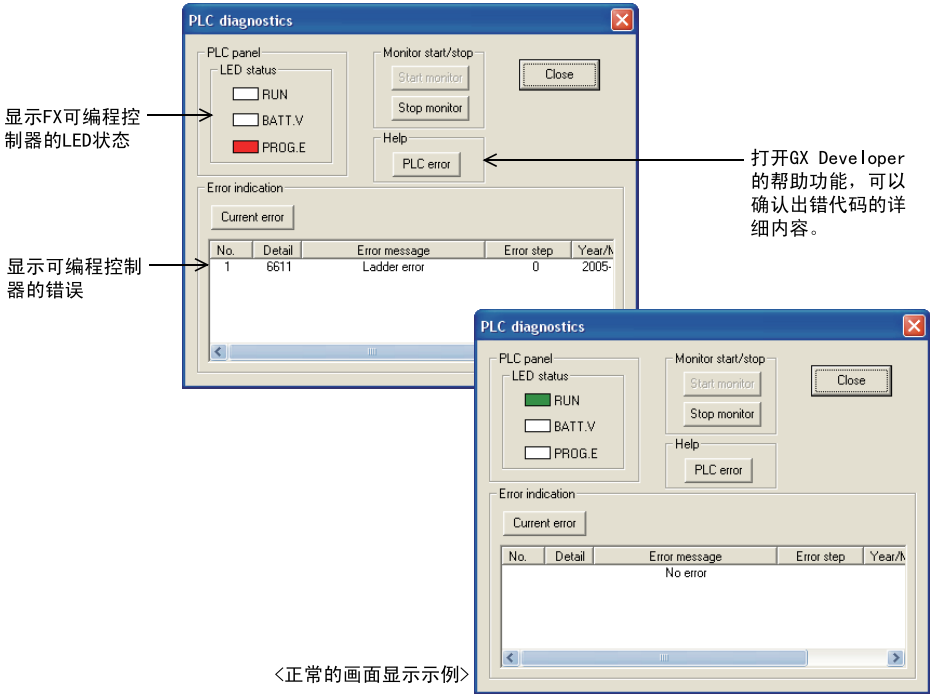 PLC diagnostics
PLC panel
LED status
RUN
BATT.V
PROG.E
Monitor start/stop
Start monitor
Stop monitor
Help
PLC error
Close
显示FX可编程控
制器的LED状态
打开GX Developer
的帮助功能，可以
确认出错代码的详
细内容。
Error indication
Current error
No. Detail Error message Error step Year/M
1 6611 Ladder error 0 2005-
显示可编程控制
器的错误
PLC diagnostics
PLC panel
LED status
RUN
BATT.V
PROG.E
Monitor start/stop
Start monitor
Stop monitor
Help
PLC error
Close
Error indication
Current error
No. Detail Error message Error step Year/M
No error
<正常的画面显示示例>